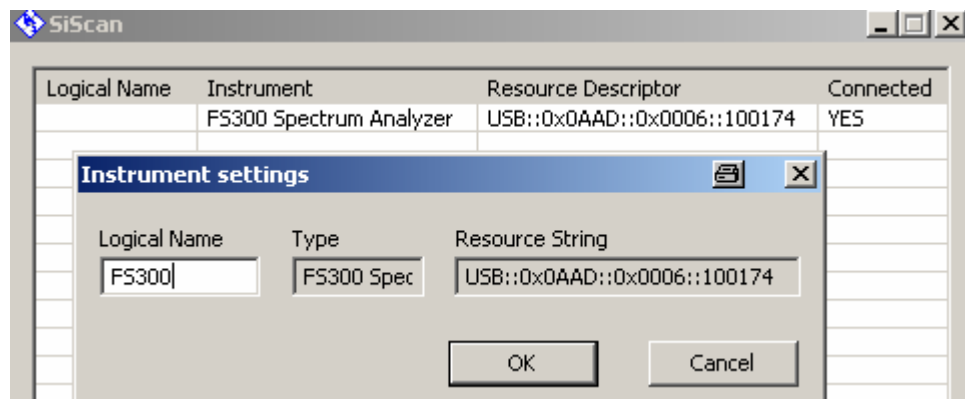 SiScan
Logical Name Instrument Resource Descriptor Connected
FS300 Spectrum Analyzer USB::0x0AAD::0x0006::100174 YES
Instrument settings
Logical Name Type Resource String
FS300 FS300 Spec USB::0x0AAD::0x0006::100174
OK Cancel